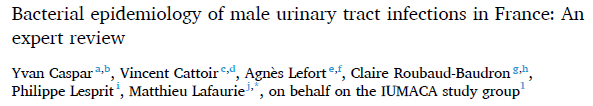 Bacterial epidemiology of male urinary tract infections in France: An
expert review
Yvan Caspar a,b, Vincent Cattoir c,d, Agnès Lefort e,f, Claire Roubaud-Baudron g,h,
Philippe Lesprit i, Matthieu Lafaurie j,*, on behalf on the IUMACA study group 1